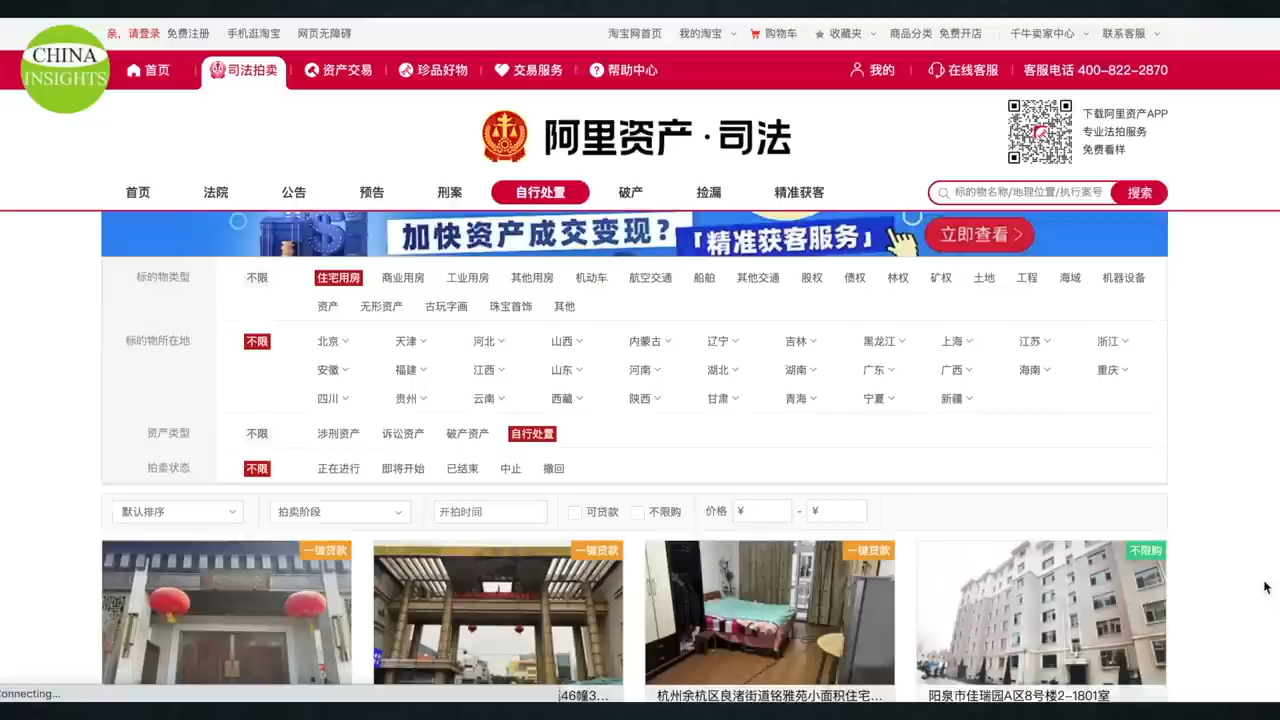 亲，请登录 免费注册 手机逛淘宝 网页无障碍 淘宝网首页 我的淘宝 购物车 收藏夹 商品分类 免费开店 千牛卖家中心 联系客服
CHINA
INSIGHTS
首页 司法拍卖 资产交易 珍品好物 交易服务 帮助中心 我的 在线客服 客服电话 400-822-2870
阿里资产·司法
下载阿里资产APP
专业法拍服务
免费看样
首页 法院 公告 预告 刑案 自行处置 破产 捡漏 精准获客 标的物名称/地理位置/执行案号 搜索
加快资产成交变现？ 「精准获客服务」 立即查看
标的物类型 不限 住宅用房 商业用房 工业用房 其他用房 机动车 航空交通 船舶 其他交通 股权 债权 林权 矿权 土地 工程 海域 机器设备
资产 无形资产 古玩字画 珠宝首饰 其他
标的物所在地 不限 北京 天津 河北 山西 内蒙古 辽宁 吉林 黑龙江 上海 江苏 浙江
安徽 福建 江西 山东 河南 湖北 湖南 广东 广西 海南 重庆
四川 贵州 云南 西藏 陕西 甘肃 青海 宁夏 新疆
资产类型 不限 涉刑资产 诉讼资产 破产资产 自行处置
拍卖状态 不限 正在进行 即将开始 已结束 中止 撤回
默认排序 拍卖阶段 开拍时间 可贷款 不限购 价格 ¥ - ¥
一键贷款 一键贷款 一键贷款 不限购
Connecting...
46幢3... 杭州余杭区良渚街道铭雅苑小面积住宅... 阳泉市佳瑞园A区8号楼2-1801室